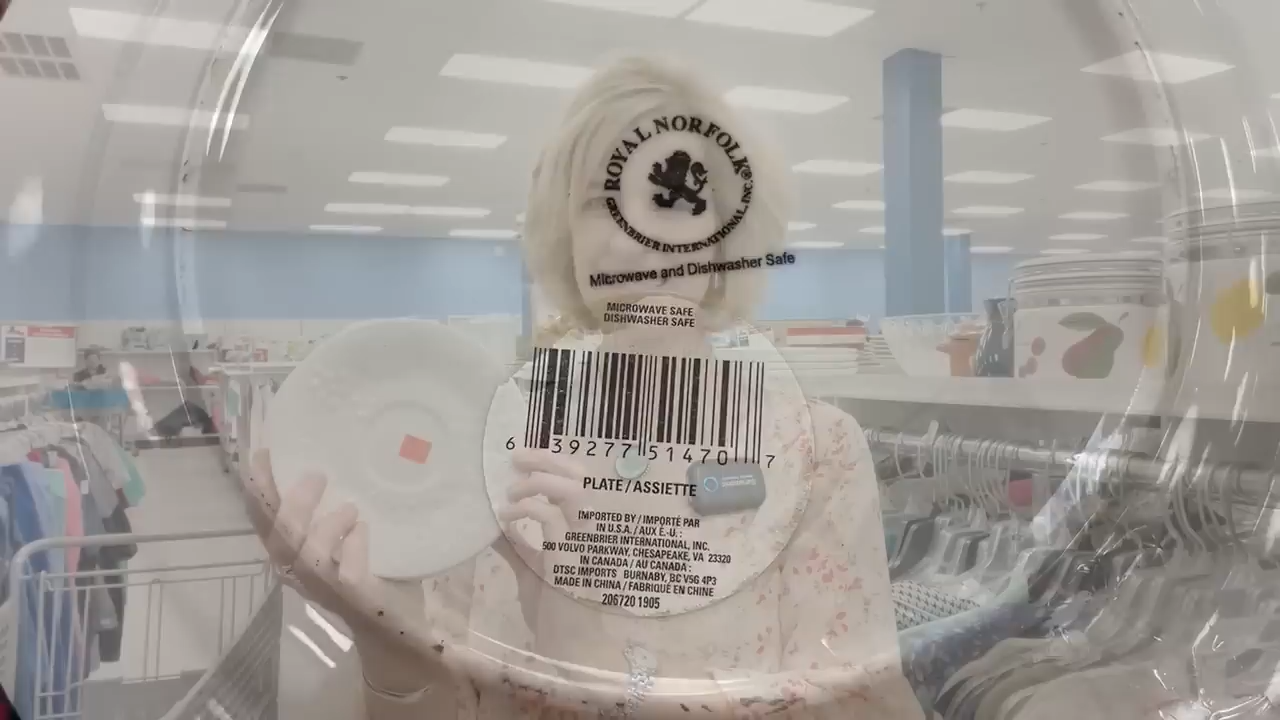 ROYAL NORFOLK®
GREENBRIER INTERNATIONAL, INC.
Microwave and Dishwasher Safe
MICROWAVE SAFE
DISHWASHER SAFE
6 39277 51470 7
PLATE/ASSIETTE
IMPORTED BY / IMPORTÉ PAR
IN U.S.A. / AUX É.-U.:
GREENBRIER INTERNATIONAL, INC.
500 VOLVO PARKWAY, CHESAPEAKE, VA 23320
IN CANADA / AU CANADA:
DTSC IMPORTS BURNABY, BC V5G 4P3
MADE IN CHINA / FABRIQUÉ EN CHINE
206720 1905